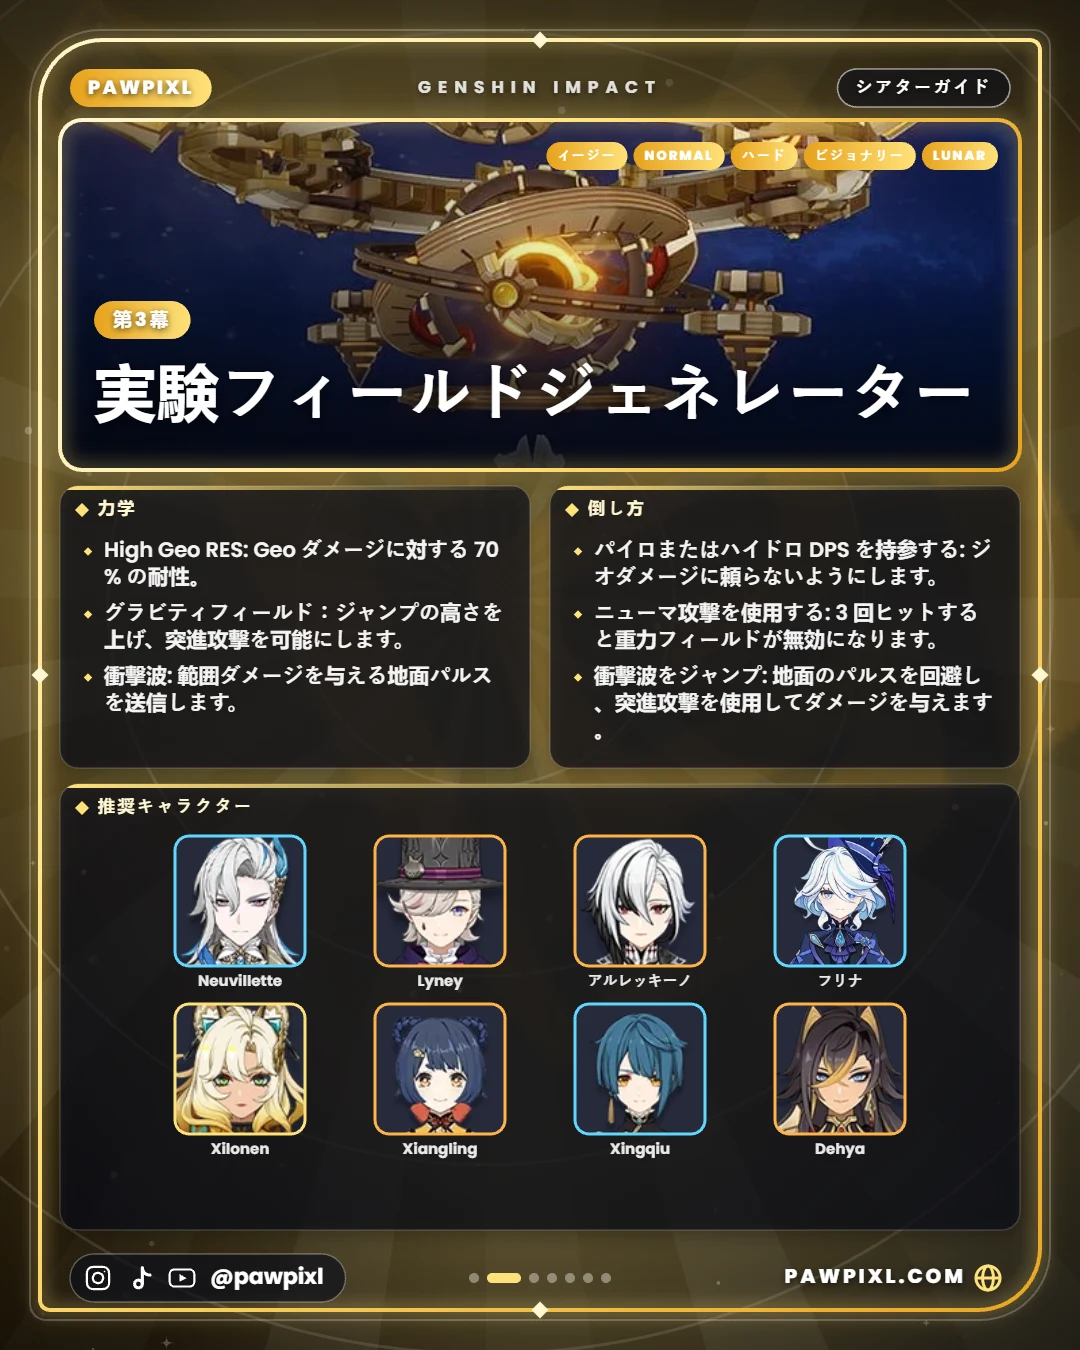 PAWPIXL
GENSHIN IMPACT
シアターガイド
イージー
NORMAL
ハード
ビジョナリー
LUNAR
第3幕
実験フィールドジェネレーター
力学
High Geo RES: Geo ダメージに対する 70
% の耐性。
グラビティフィールド：ジャンプの高さを
上げ、突進攻撃を可能にします。
衝撃波: 範囲ダメージを与える地面パルス
を送信します。
倒し方
パイロまたはハイドロ DPS を持参する: ジ
オダメージに頼らないようにします。
ニューマ攻撃を使用する: 3 回ヒットする
と重力フィールドが無効になります。
衝撃波をジャンプ: 地面のパルスを回避し
、突進攻撃を使用してダメージを与えます
。
推奨キャラクター
Neuvillette
Lyney
アルレッキーノ
フリナ
Xilonen
Xiangling
Xingqiu
Dehya
@pawpixl
PAWPIXL.COM